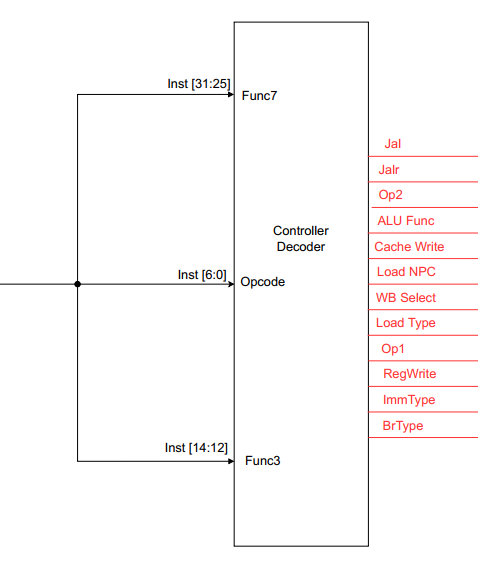 Inst [31:25]
Func7
Jal
Jalr
Op2
ALU Func
Controller
Decoder
Cache Write
Load NPC
Inst [6:0]
Opcode
WB Select
Load Type
Op1
RegWrite
ImmType
BrType
Inst [14:12]
Func3